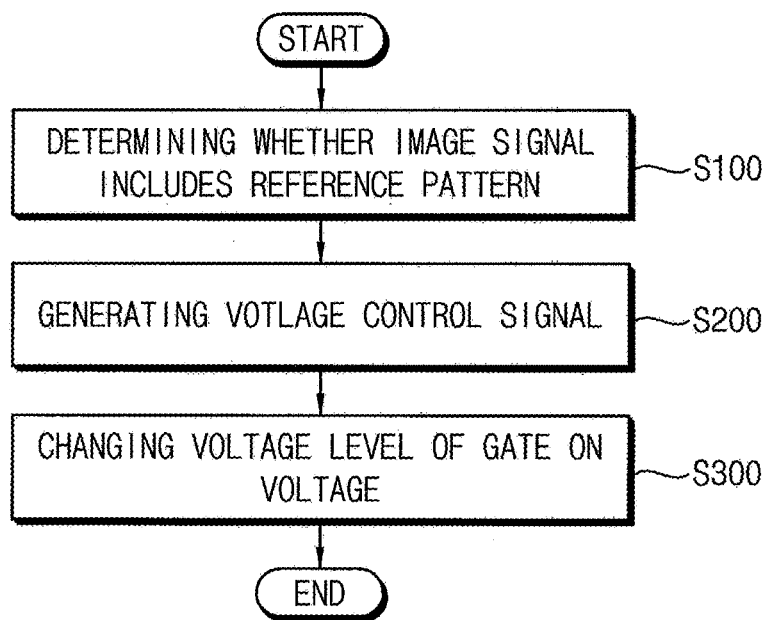 START
DETERMINING WHETHER IMAGE SIGNAL
INCLUDES REFERENCE PATTERN
S100
GENERATING VOTLAGE CONTROL SIGNAL
S200
CHANGING VOLTAGE LEVEL OF GATE ON
VOLTAGE
S300
END